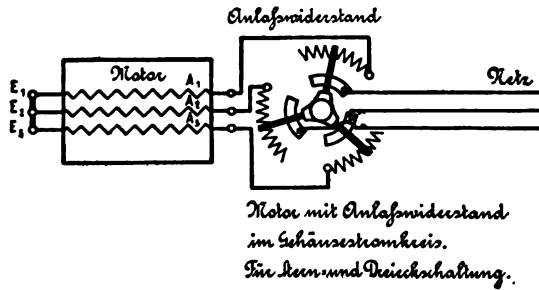 Anlaßwiderstand
Motor
Netz
E₁ A₁
E₂ A₂
E₃ A₃
Motor mit Anlaßwiderstand
im Gehäusestromkreis.
Für Stern- und Dreieckschaltung.